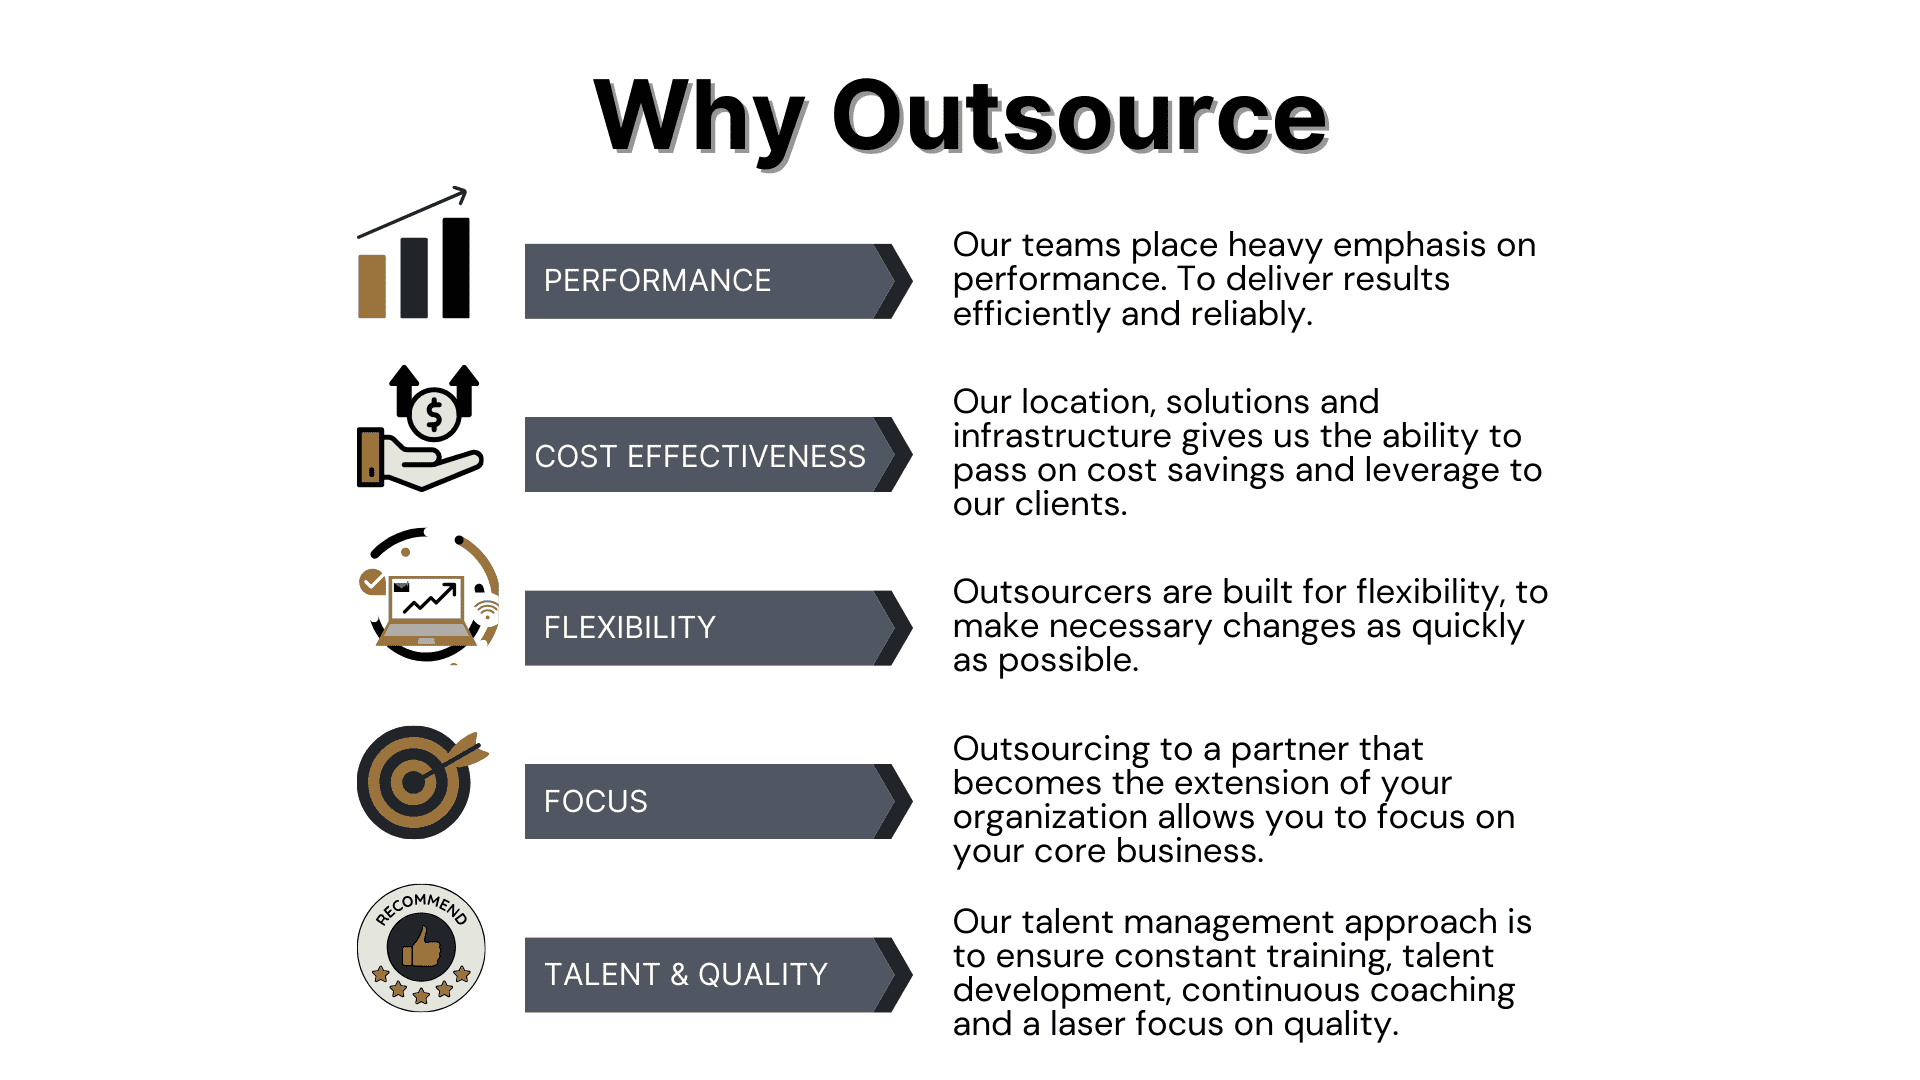 Why Outsource
PERFORMANCE
Our teams place heavy emphasis on
performance. To deliver results
efficiently and reliably.
$
COST EFFECTIVENESS
Our location, solutions and
infrastructure gives us the ability to
pass on cost savings and leverage to
our clients.
FLEXIBILITY
Outsourcers are built for flexibility, to
make necessary changes as quickly
as possible.
FOCUS
Outsourcing to a partner that
becomes the extension of your
organization allows you to focus on
your core business.
RECOMMEND
TALENT & QUALITY
Our talent management approach is
to ensure constant training, talent
development, continuous coaching
and a laser focus on quality.